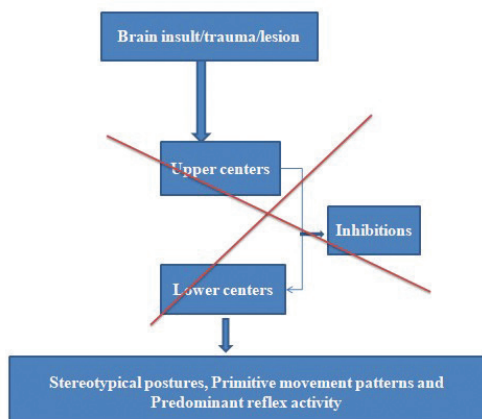 Brain insult/trauma/lesion
Upper centers
Inhibitions
Lower centers
Stereotypical postures, Primitive movement patterns and
Predominant reflex activity